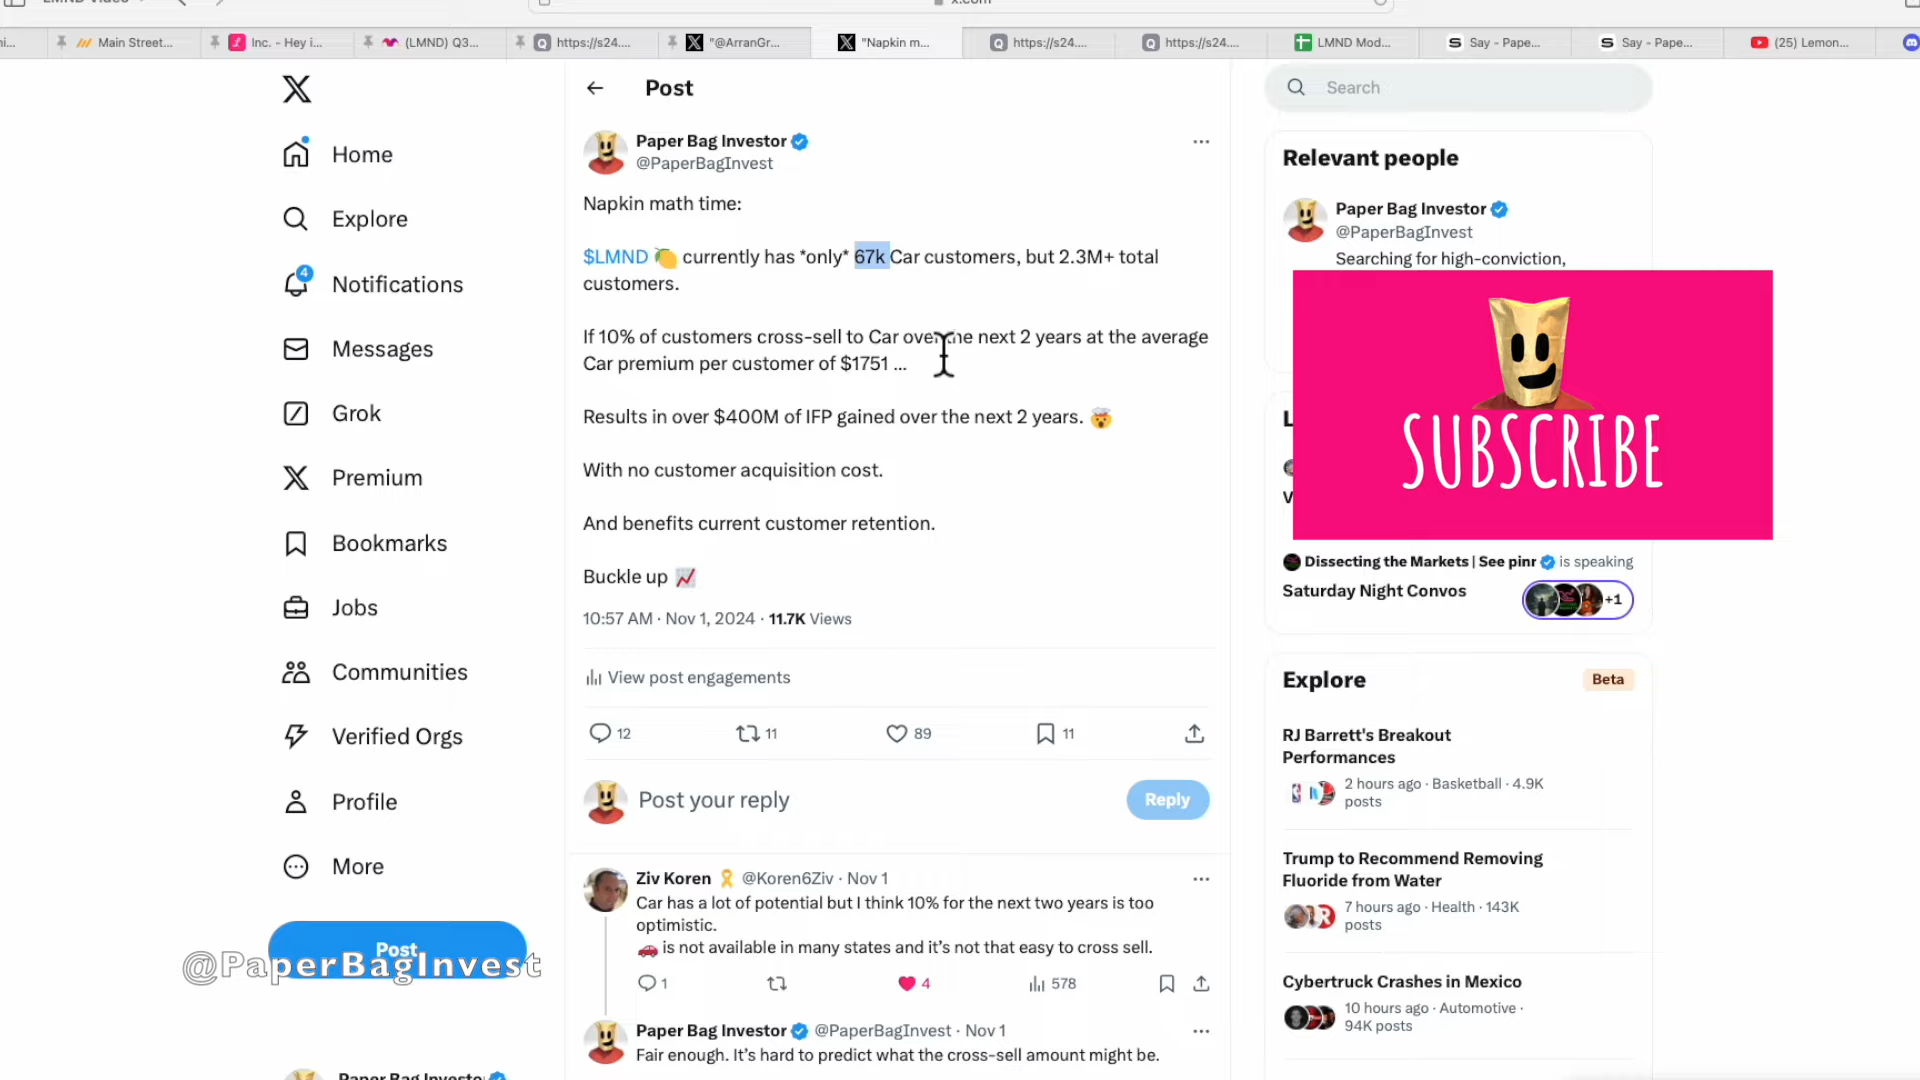 Main Street...
Inc. - Hey i...
(LMND) Q3...
https://s24....
"@ArranGr...
"Napkin m...
https://s24....
https://s24....
LMND Mod...
Say - Pape...
Say - Pape...
(25) Lemon...
Home
Explore
4
Notifications
Messages
Grok
Premium
Bookmarks
Jobs
Communities
Verified Orgs
Profile
More
Post
@PaperBagInvest
Post
Paper Bag Investor
@PaperBagInvest
Napkin math time:
$LMND 🍋 currently has *only* 67k Car customers, but 2.3M+ total
customers.
If 10% of customers cross-sell to Car over the next 2 years at the average
Car premium per customer of $1751 ...
Results in over $400M of IFP gained over the next 2 years. 🤯
With no customer acquisition cost.
And benefits current customer retention.
Buckle up 📈
10:57 AM · Nov 1, 2024 · 11.7K Views
View post engagements
12
11
89
11
Post your reply
Reply
Ziv Koren 🎗️ @Koren6Ziv · Nov 1
Car has a lot of potential but I think 10% for the next two years is too
optimistic.
🚗 is not available in many states and it's not that easy to cross sell.
1
4
578
Paper Bag Investor @PaperBagInvest · Nov 1
Fair enough. It's hard to predict what the cross-sell amount might be.
Search
Relevant people
Paper Bag Investor
@PaperBagInvest
Searching for high-conviction,
SUBSCRIBE
Dissecting the Markets | See pinr is speaking
Saturday Night Convos
+1
Explore
Beta
RJ Barrett's Breakout
Performances
2 hours ago · Basketball · 4.9K
posts
Trump to Recommend Removing
Fluoride from Water
7 hours ago · Health · 143K
posts
Cybertruck Crashes in Mexico
10 hours ago · Automotive ·
94K posts